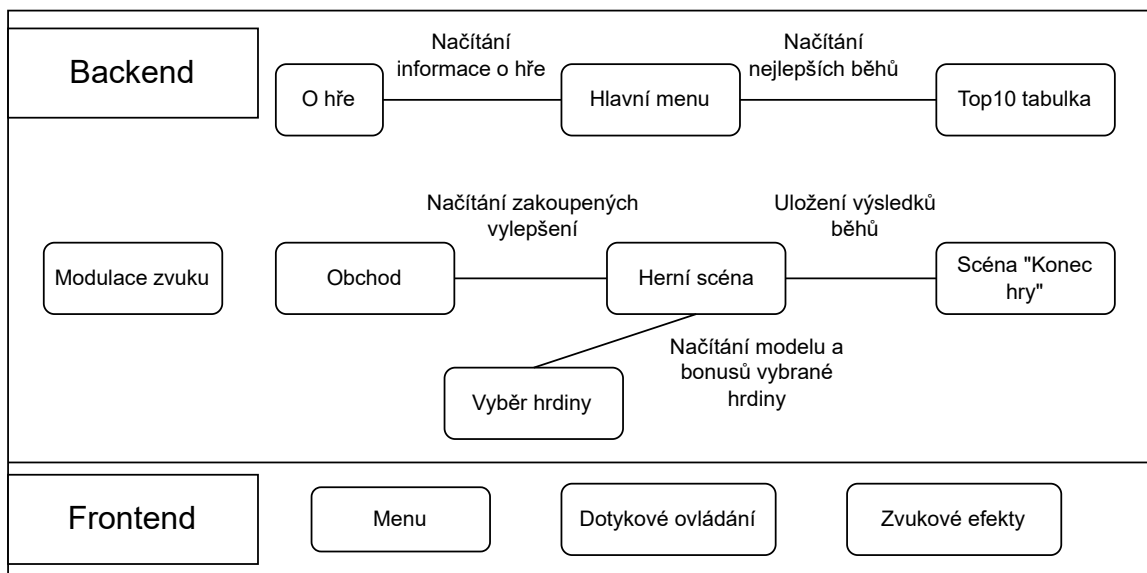 Backend
Načítání
informace o hře
Načítání
nejlepších běhů
O hře
Hlavní menu
Top10 tabulka
Načítání zakoupených
vylepšení
Uložení výsledků
běhů
Modulace zvuku
Obchod
Herní scéna
Scéna "Konec
hry"
Načítání modelu a
bonusů vybrané
hrdiny
Vyběr hrdiny
Frontend
Menu
Dotykové ovládání
Zvukové efekty